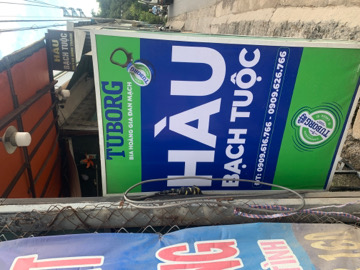 HÀU
BẠCH TUỘC
TUBORG
BIA HOÀNG GIA ĐAN MẠCH
TUBORG
HÀU
BẠCH TUỘC
ĐT: 0909.616.766 - 0909.626.766
TUBORG